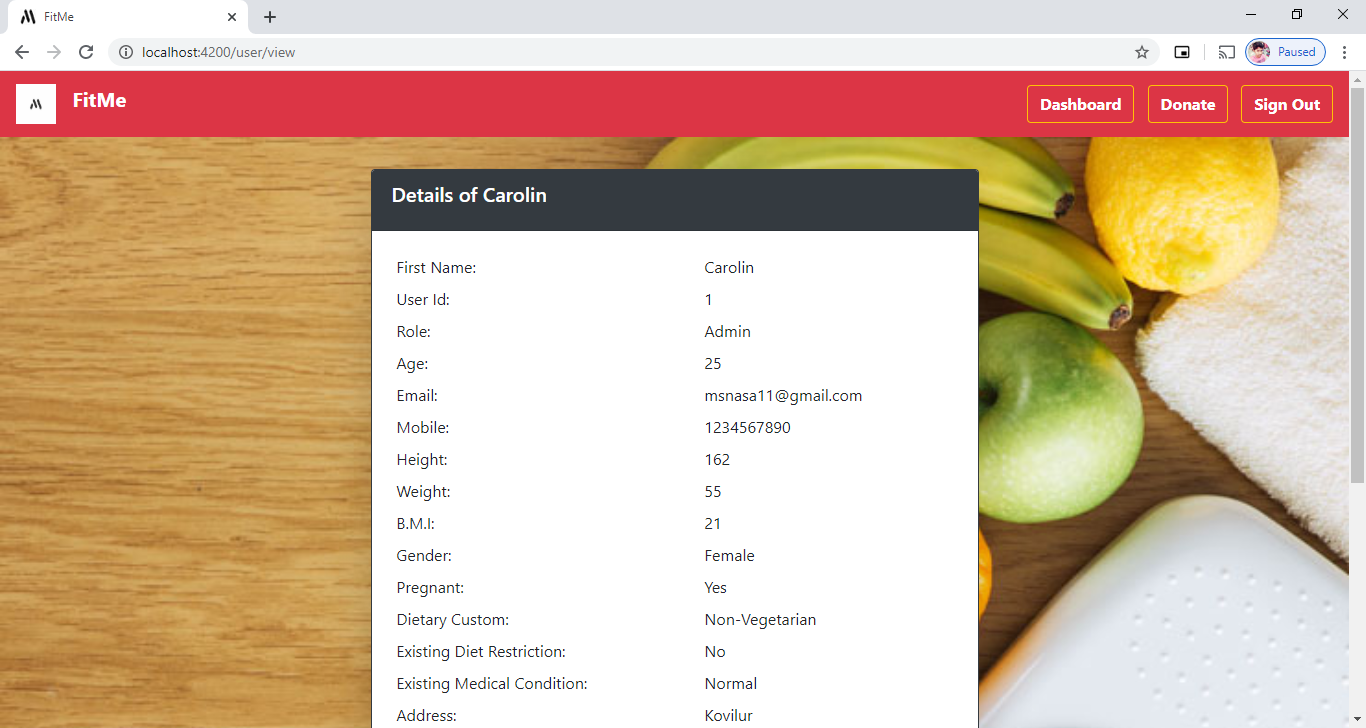 FitMe
localhost:4200/user/view
Paused
FitMe
Dashboard Donate Sign Out
Details of Carolin
First Name: Carolin
User Id: 1
Role: Admin
Age: 25
Email: msnasa11@gmail.com
Mobile: 1234567890
Height: 162
Weight: 55
B.M.I: 21
Gender: Female
Pregnant: Yes
Dietary Custom: Non-Vegetarian
Existing Diet Restriction: No
Existing Medical Condition: Normal
Address: Kovilur